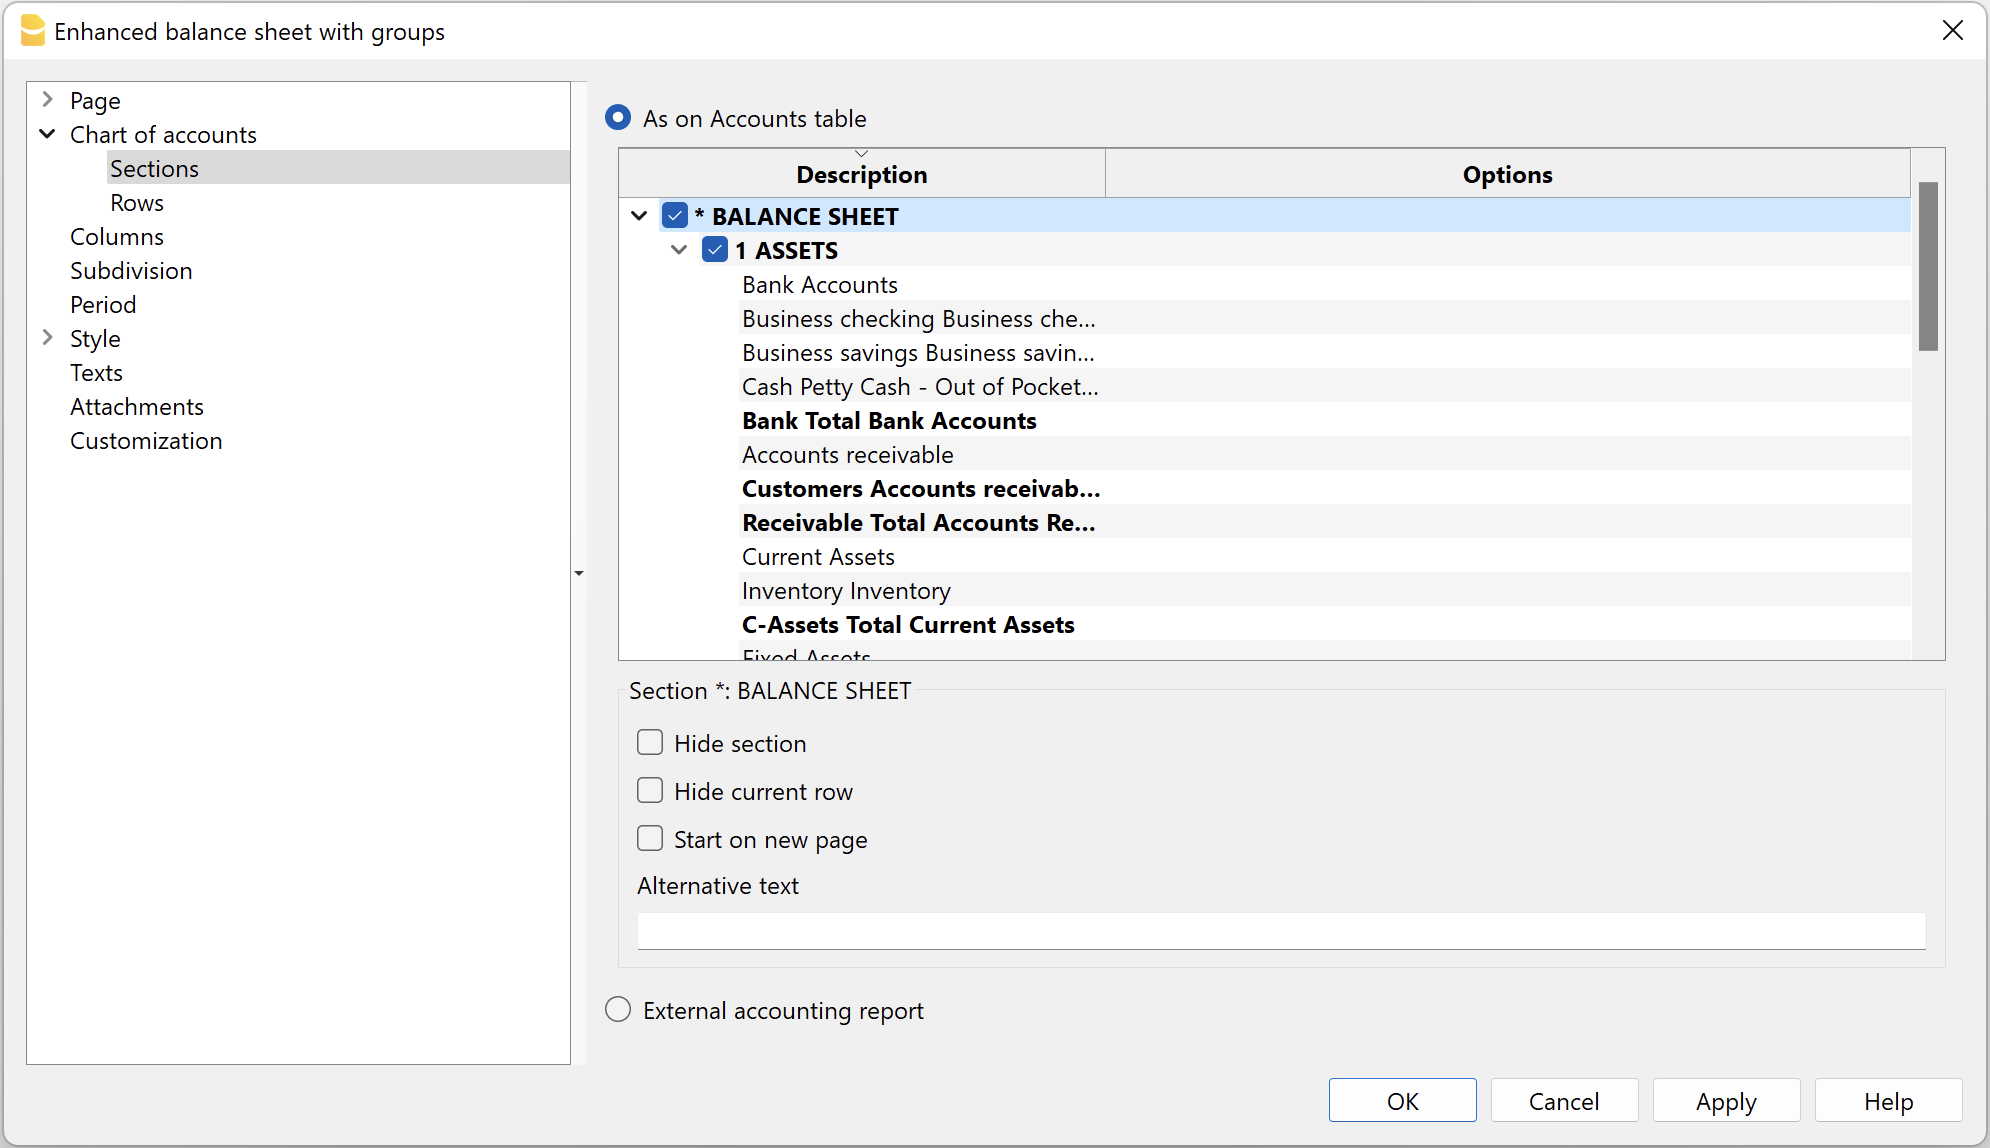 Enhanced balance sheet with groups
Page
Chart of accounts
Sections
Rows
Columns
Subdivision
Period
Style
Texts
Attachments
Customization
As on Accounts table
Description Options
* BALANCE SHEET
1 ASSETS
Bank Accounts
Business checking Business che...
Business savings Business savin...
Cash Petty Cash - Out of Pocket...
Bank Total Bank Accounts
Accounts receivable
Customers Accounts receivab...
Receivable Total Accounts Re...
Current Assets
Inventory Inventory
C-Assets Total Current Assets
Fixed Assets
Section *: BALANCE SHEET
Hide section
Hide current row
Start on new page
Alternative text
External accounting report
OK Cancel Apply Help